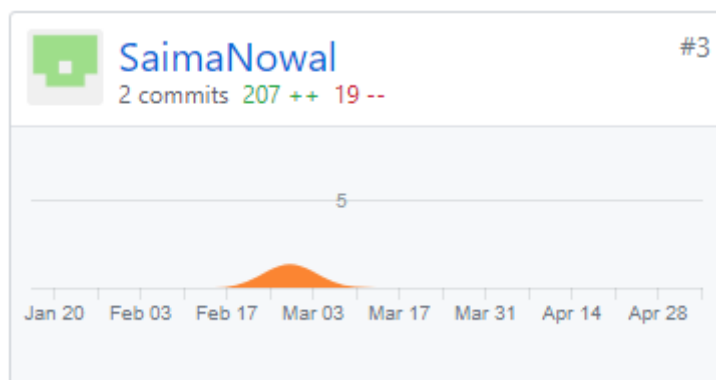 SaimaNowal #3
2 commits 207 ++ 19 --
5
Jan 20 Feb 03 Feb 17 Mar 03 Mar 17 Mar 31 Apr 14 Apr 28